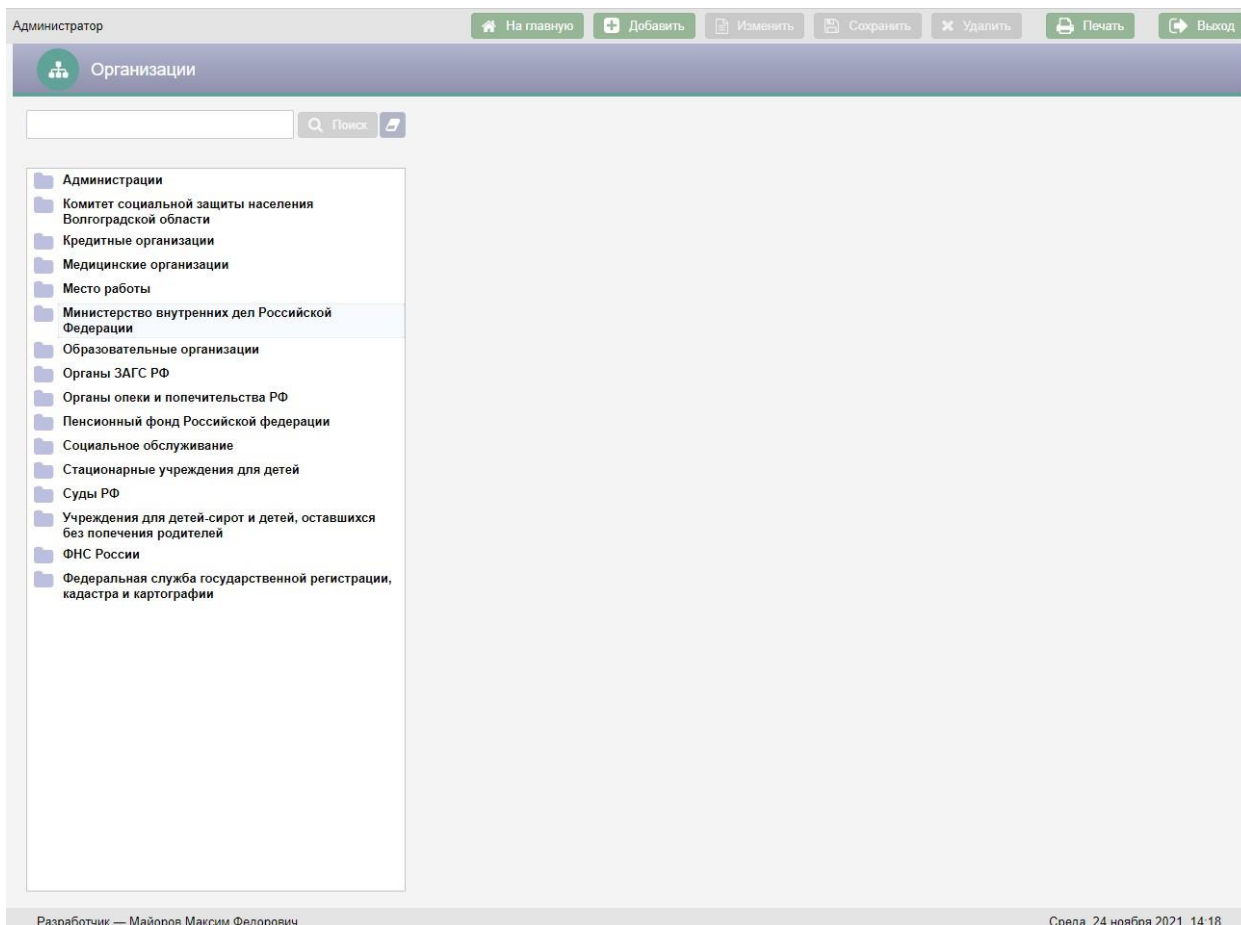 Администратор
На главную
Добавить
Изменить
Сохранить
Удалить
Печать
Выход
Организации
Поиск
Администрации
Комитет социальной защиты населения
Волгоградской области
Кредитные организации
Медицинские организации
Место работы
Министерство внутренних дел Российской
Федерации
Образовательные организации
Органы ЗАГС РФ
Органы опеки и попечительства РФ
Пенсионный фонд Российской федерации
Социальное обслуживание
Стационарные учреждения для детей
Суды РФ
Учреждения для детей-сирот и детей, оставшихся
без попечения родителей
ФНС России
Федеральная служба государственной регистрации,
кадастра и картографии
Разработчик — Майоров Максим Федорович
Среда, 24 ноября 2021, 14:18